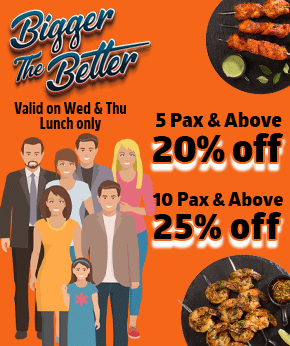 Bigger
The Better
Valid on Wed & Thu
Lunch only
5 Pax & Above
20% off
10 Pax & Above
25% off